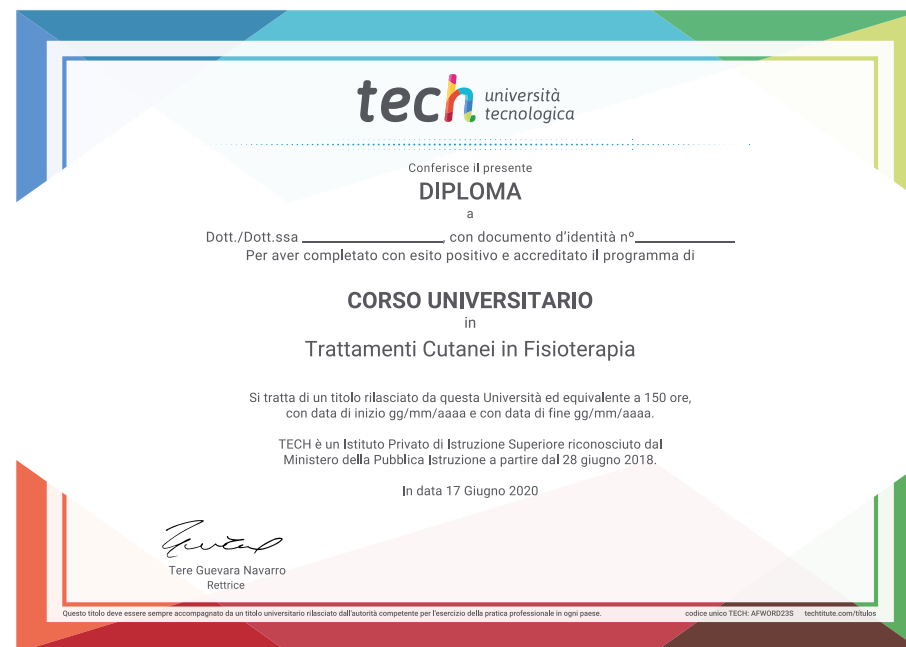 tech università
tecnologica
Conferisce il presente
DIPLOMA
a
Dott./Dott.ssa ____________________, con documento d'identità nº______________
Per aver completato con esito positivo e accreditato il programma di
CORSO UNIVERSITARIO
in
Trattamenti Cutanei in Fisioterapia
Si tratta di un titolo rilasciato da questa Università ed equivalente a 150 ore,
con data di inizio gg/mm/aaaa e con data di fine gg/mm/aaaa.
TECH è un Istituto Privato di Istruzione Superiore riconosciuto dal
Ministero della Pubblica Istruzione a partire dal 28 giugno 2018.
In data 17 Giugno 2020
Tere Guevara Navarro
Rettrice
Questo titolo deve essere sempre accompagnato da un titolo universitario rilasciato dall'autorità competente per l'esercizio della pratica professionale in ogni paese. codice unico TECH: AFWORD23S techtitute.com/titulos